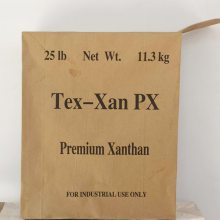 25 lb Net Wt. 11.3 kg
Tex-Xan PX
Premium Xanthan
FOR INDUSTRIAL USE ONLY